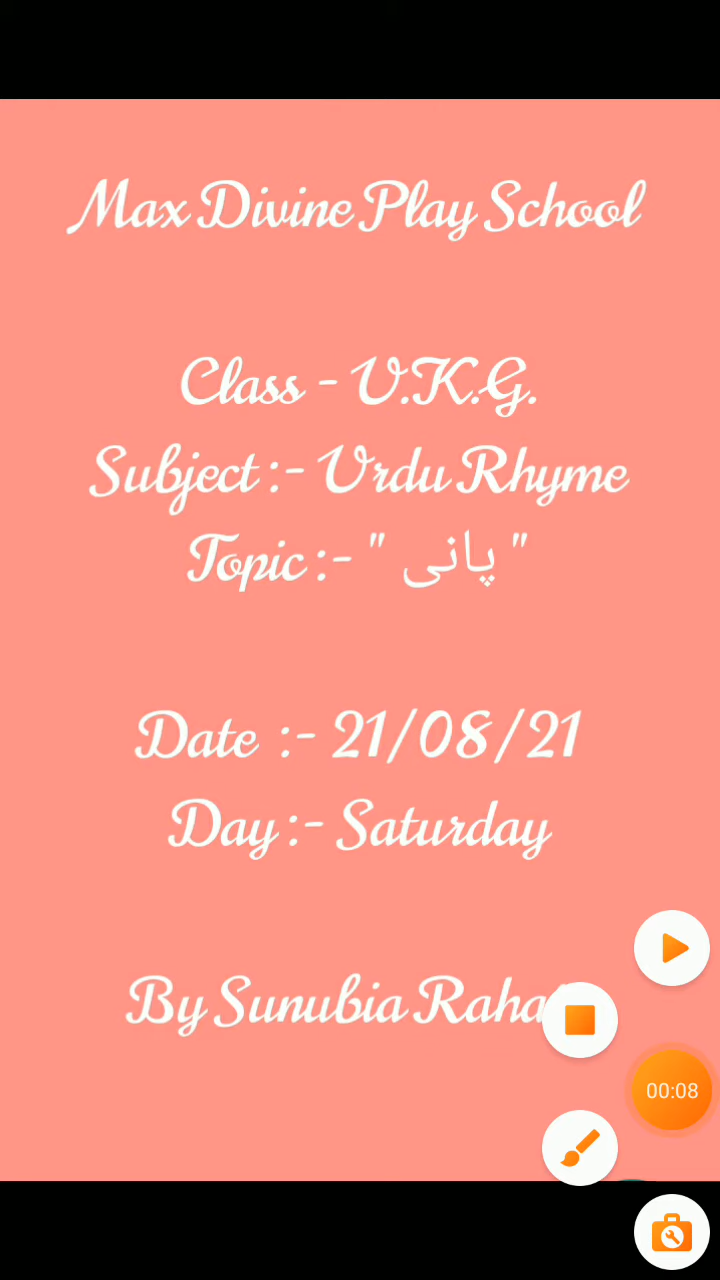 Max Divine Play School
Class - U.K.G.
Subject :- Urdu Rhyme
Topic :- " پانی "
Date :- 21/08/21
Day :- Saturday
By Sunubia
00:08